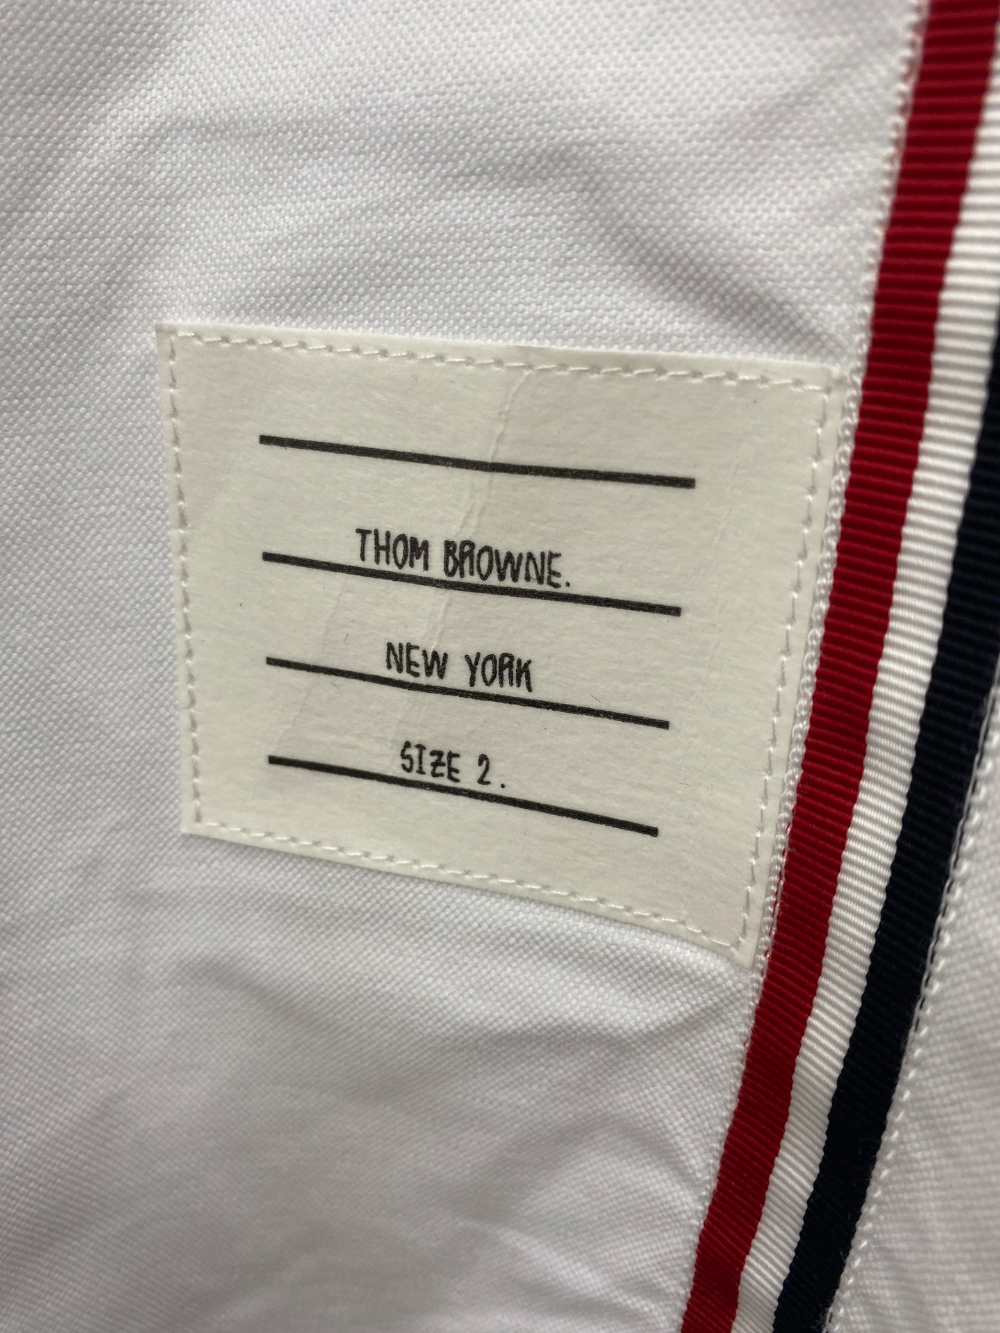 THOM BROWNE.
NEW YORK
SIZE 2.